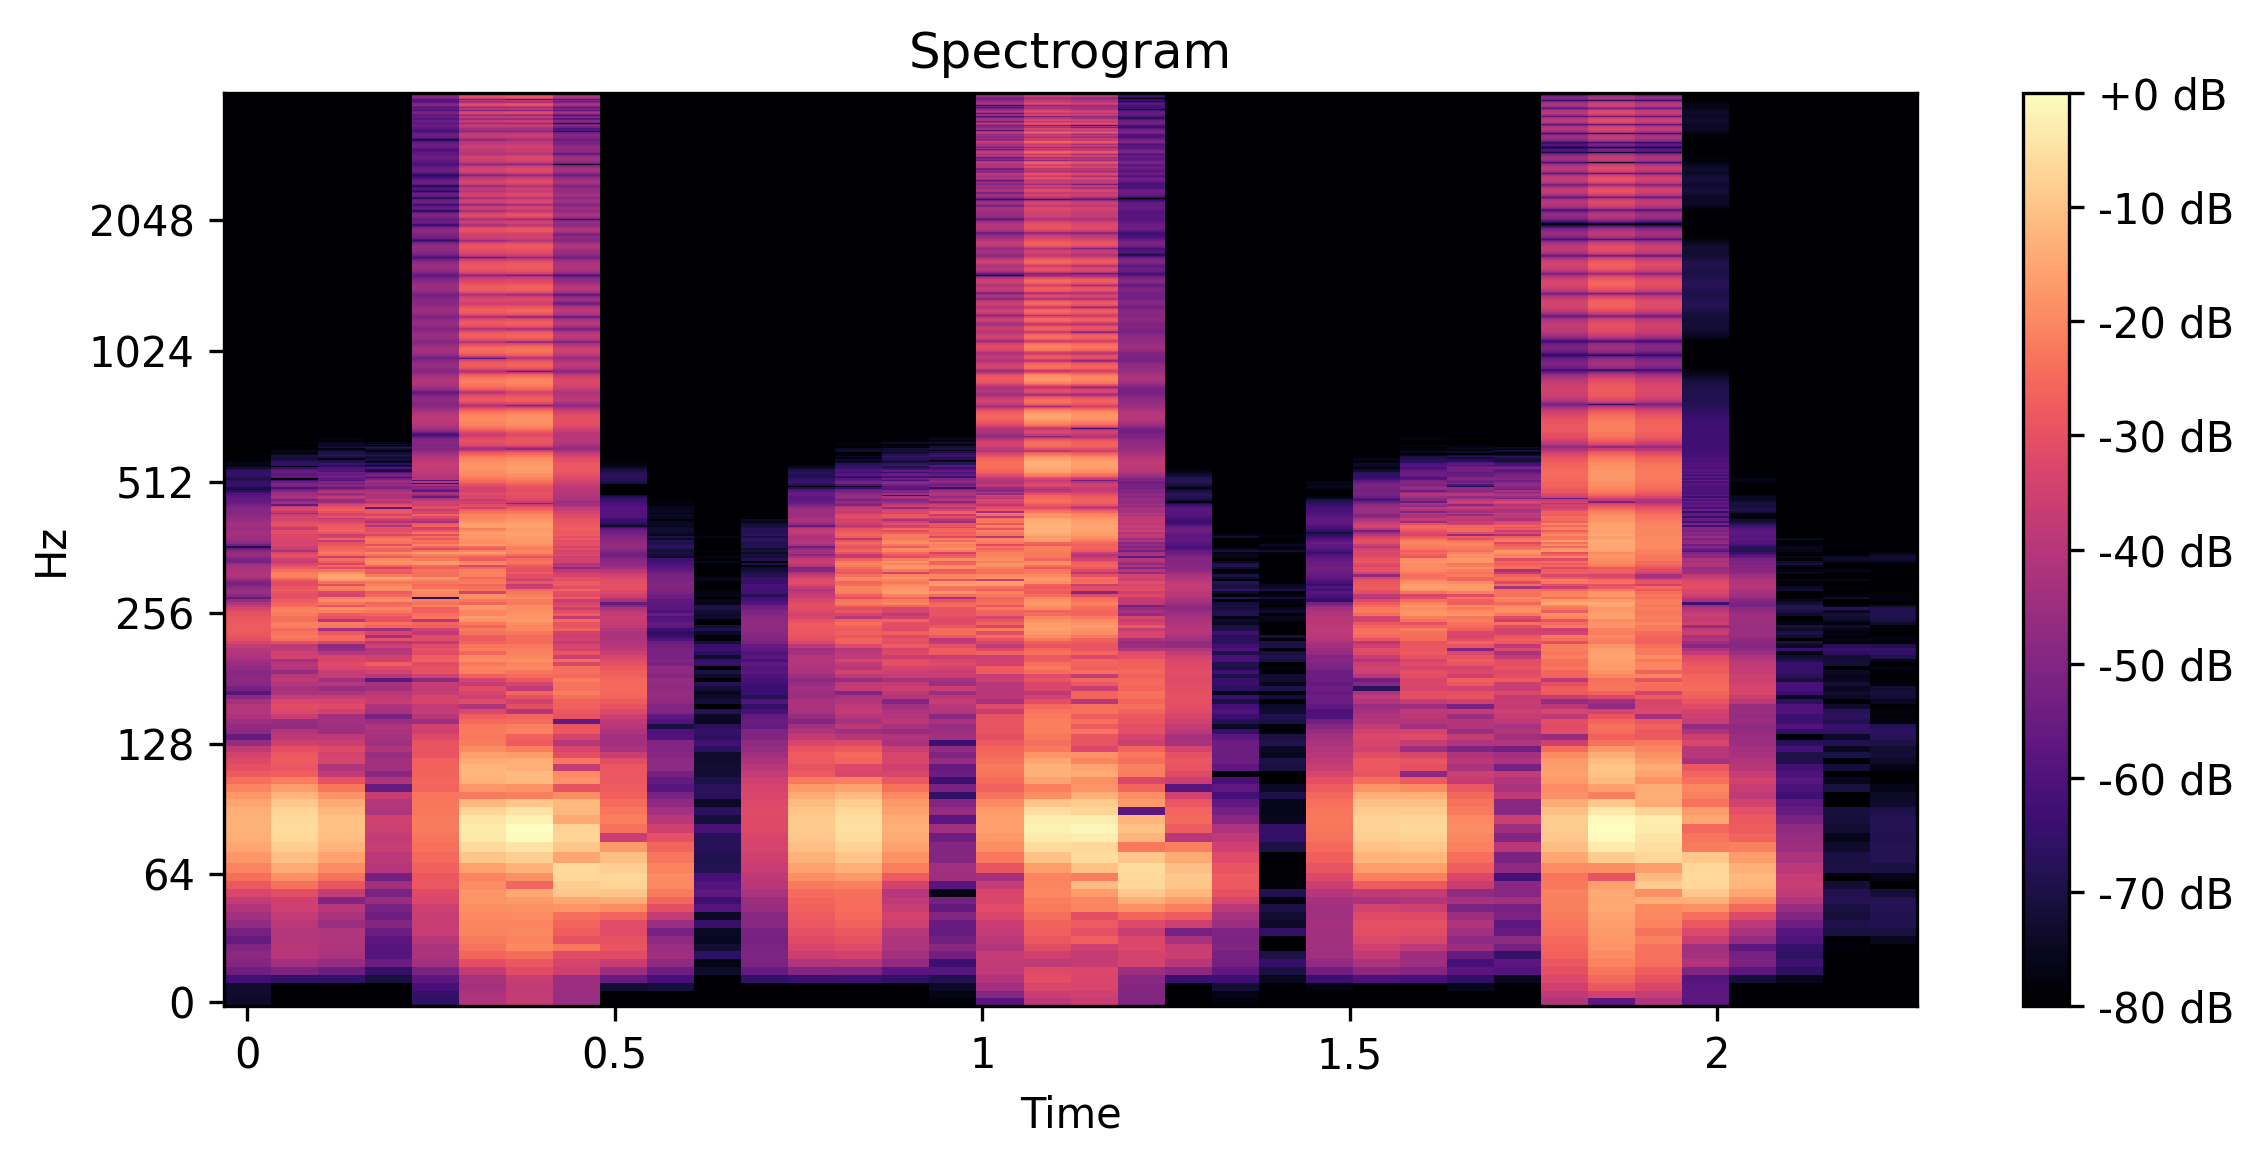 Spectrogram
Hz
2048
1024
512
256
128
64
0
0 0.5 1 1.5 2
Time
+0 dB
-10 dB
-20 dB
-30 dB
-40 dB
-50 dB
-60 dB
-70 dB
-80 dB